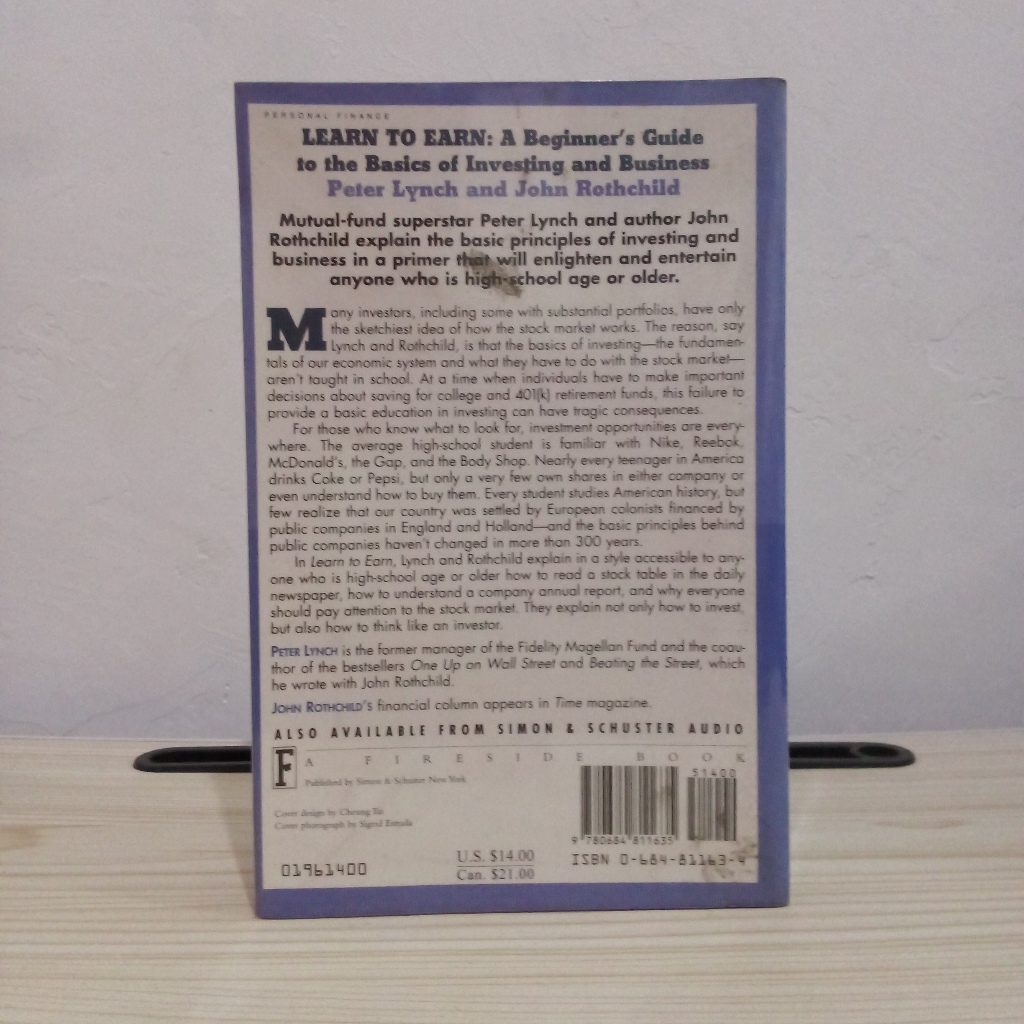 PERSONAL FINANCE
LEARN TO EARN: A Beginner's Guide
to the Basics of Investing and Business
Peter Lynch and John Rothchild
Mutual-fund superstar Peter Lynch and author John
Rothchild explain the basic principles of investing and
business in a primer that will enlighten and entertain
anyone who is high-school age or older.
Many investors, including some with substantial portfolios, have only
the sketchiest idea of how the stock market works. The reason, say
Lynch and Rothchild, is that the basics of investing—the fundamen-
tals of our economic system and what they have to do with the stock market—
aren't taught in school. At a time when individuals have to make important
decisions about saving for college and 401(k) retirement funds, this failure to
provide a basic education in investing can have tragic consequences.
For those who know what to look for, investment opportunities are every-
where. The average high-school student is familiar with Nike, Reebok,
McDonald's, the Gap, and the Body Shop. Nearly every teenager in America
drinks Coke or Pepsi, but only a very few own shares in either company or
even understand how to buy them. Every student studies American history, but
few realize that our country was settled by European colonists financed by
public companies in England and Holland—and the basic principles behind
public companies haven't changed in more than 300 years.
In Learn to Earn, Lynch and Rothchild explain in a style accessible to any-
one who is high-school age or older how to read a stock table in the daily
newspaper, how to understand a company annual report, and why everyone
should pay attention to the stock market. They explain not only how to invest,
but also how to think like an investor.
PETER LYNCH is the former manager of the Fidelity Magellan Fund and the coau-
thor of the bestsellers One Up on Wall Street and Beating the Street, which
he wrote with John Rothchild.
JOHN ROTHCHILD'S financial column appears in Time magazine.
ALSO AVAILABLE FROM SIMON & SCHUSTER AUDIO
F A FIRESIDE BOOK
Published by Simon & Schuster New York
51400
Cover design by Cheung Tai
Cover photograph by Sigrid Estrada
9 780684 811635
01961400
U.S. $14.00
Can. $21.00
ISBN 0-684-81163-4